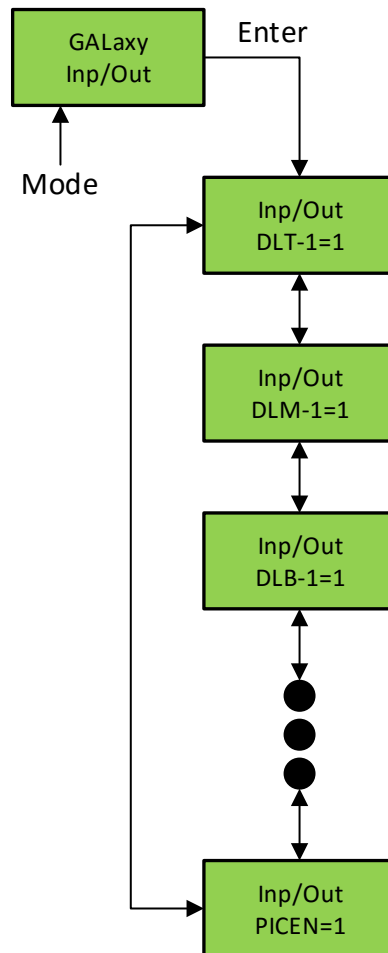 GALaxy
Inp/Out
Enter
Mode
Inp/Out
DLT-1=1
Inp/Out
DLM-1=1
Inp/Out
DLB-1=1
Inp/Out
PICEN=1